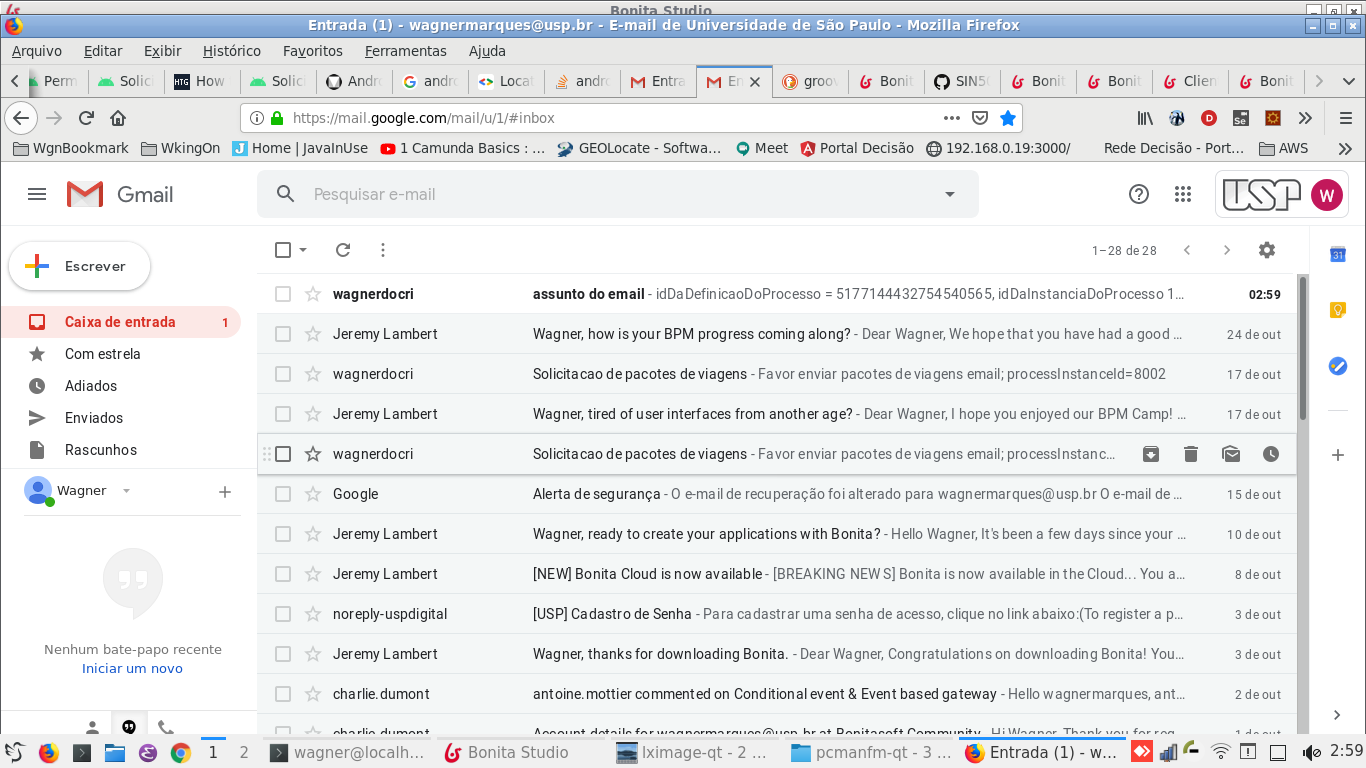 Bonita Studio
Entrada (1) - wagnermarques@usp.br - E-mail de Universidade de São Paulo - Mozilla Firefox
Arquivo Editar Exibir Histórico Favoritos Ferramentas Ajuda
Perm Solici HTG How Solici Andro andro Locat andro Entra En groov Bonit SIN50 Bonit Bonit Clien Bonit
https://mail.google.com/mail/u/1/#inbox
WgnBookmark WkingOn Home | JavaInUse 1 Camunda Basics : ... GEOLocate - Softwa... Meet Portal Decisão 192.168.0.19:3000/ Rede Decisão - Port... AWS
Gmail Pesquisar e-mail USP W
Escrever 1–28 de 28
Caixa de entrada 1
Com estrela
Adiados
Enviados
Rascunhos
Wagner
Nenhum bate-papo recente
Iniciar um novo
wagnerdocri assunto do email - idDaDefinicaoDoProcesso = 5177144432754540565, idDaInstanciaDoProcesso 1... 02:59
Jeremy Lambert Wagner, how is your BPM progress coming along? - Dear Wagner, We hope that you have had a good ... 24 de out
wagnerdocri Solicitacao de pacotes de viagens - Favor enviar pacotes de viagens email; processInstanceId=8002 17 de out
Jeremy Lambert Wagner, tired of user interfaces from another age? - Dear Wagner, I hope you enjoyed our BPM Camp! ... 17 de out
wagnerdocri Solicitacao de pacotes de viagens - Favor enviar pacotes de viagens email; processInstanc...
Google Alerta de segurança - O e-mail de recuperação foi alterado para wagnermarques@usp.br O e-mail de ... 15 de out
Jeremy Lambert Wagner, ready to create your applications with Bonita? - Hello Wagner, It's been a few days since your ... 10 de out
Jeremy Lambert [NEW] Bonita Cloud is now available - [BREAKING NEWS] Bonita is now available in the Cloud... You a... 8 de out
noreply-uspdigital [USP] Cadastro de Senha - Para cadastrar uma senha de acesso, clique no link abaixo:(To register a p... 3 de out
Jeremy Lambert Wagner, thanks for downloading Bonita. - Dear Wagner, Congratulations on downloading Bonita! You... 3 de out
charlie.dumont antoine.mottier commented on Conditional event & Event based gateway - Hello wagnermarques, ant... 2 de out
charlie.dumont Account details for wagnermarques@usp.br at Bonitasoft Community - Hi Wagner, Thank you for reg...
1 2 wagner@localh... Bonita Studio lximage-qt - 2 ... pcmanfm-qt - 3 ... Entrada (1) - w... 2:59